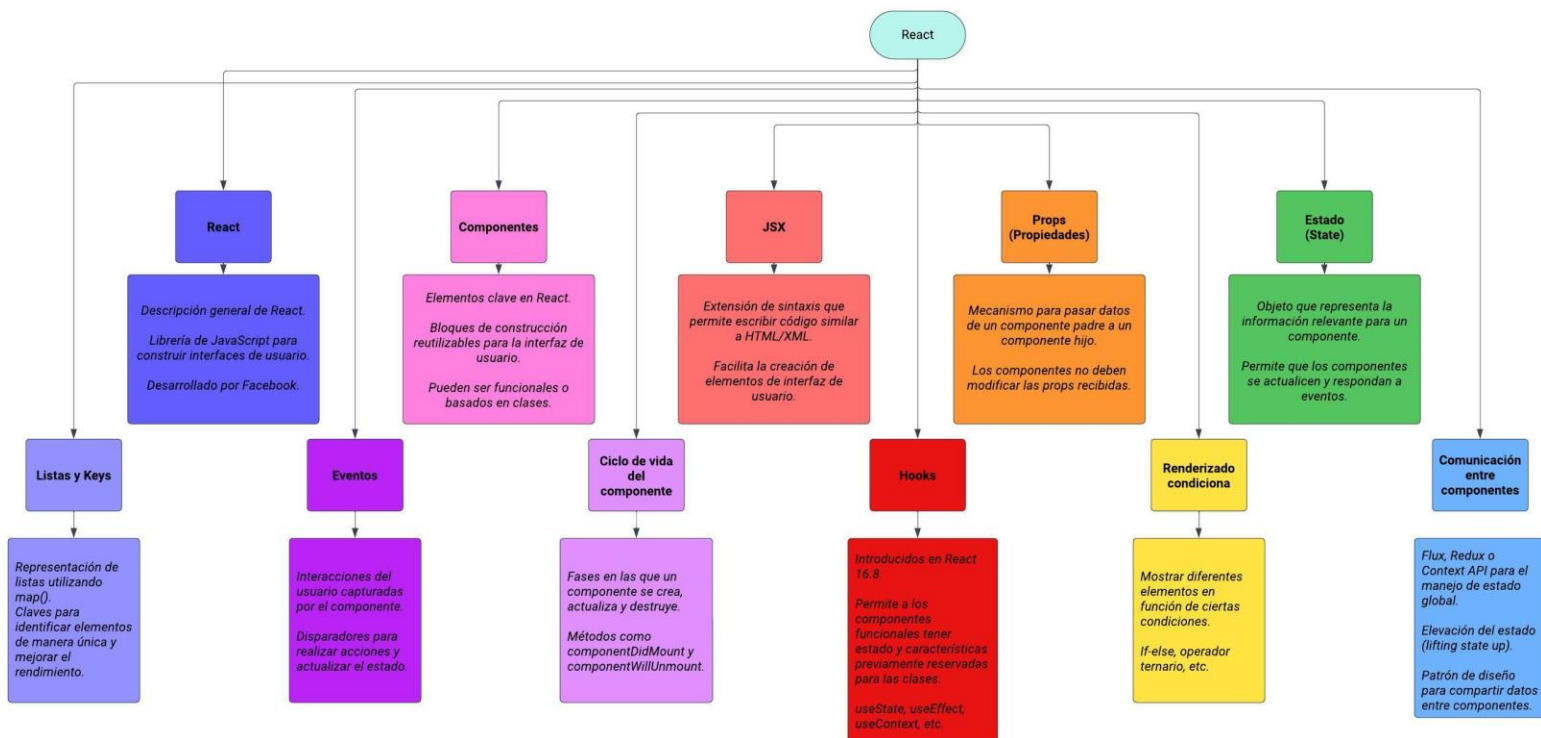 React
React
Componentes
JSX
Props
(Propiedades)
Estado
(State)
Descripción general de React.
Librería de JavaScript para
construir interfaces de usuario.
Desarrollado por Facebook.
Elementos clave en React.
Bloques de construcción
reutilizables para la interfaz de
usuario.
Pueden ser funcionales o
basados en clases.
Extensión de sintaxis que
permite escribir código similar
a HTML/XML.
Facilita la creación de
elementos de interfaz de
usuario.
Mecanismo para pasar datos
de un componente padre a un
componente hijo.
Los componentes no deben
modificar las props recibidas.
Objeto que representa la
información relevante para un
componente.
Permite que los componentes
se actualicen y respondan a
eventos.
Listas y Keys
Eventos
Ciclo de vida
del
componente
Hooks
Renderizado
condiciona
Comunicación
entre
componentes
Representación de
listas utilizando
map().
Claves para
identificar elementos
de manera única y
mejorar el
rendimiento.
Interacciones del
usuario capturadas
por el componente.
Disparadores para
realizar acciones y
actualizar el estado.
Fases en las que un
componente se crea,
actualiza y destruye.
Métodos como
componentDidMount y
componentWillUnmount.
Introducidos en React
16.8.
Permite a los
componentes
funcionales tener
estado y características
previamente reservadas
para las clases.
useState, useEffect,
useContext, etc.
Mostrar diferentes
elementos en
función de ciertas
condiciones.
If-else, operador
ternario, etc.
Flux, Redux o
Context API para el
manejo de estado
global.
Elevación del estado
(lifting state up).
Patrón de diseño
para compartir datos
entre componentes.